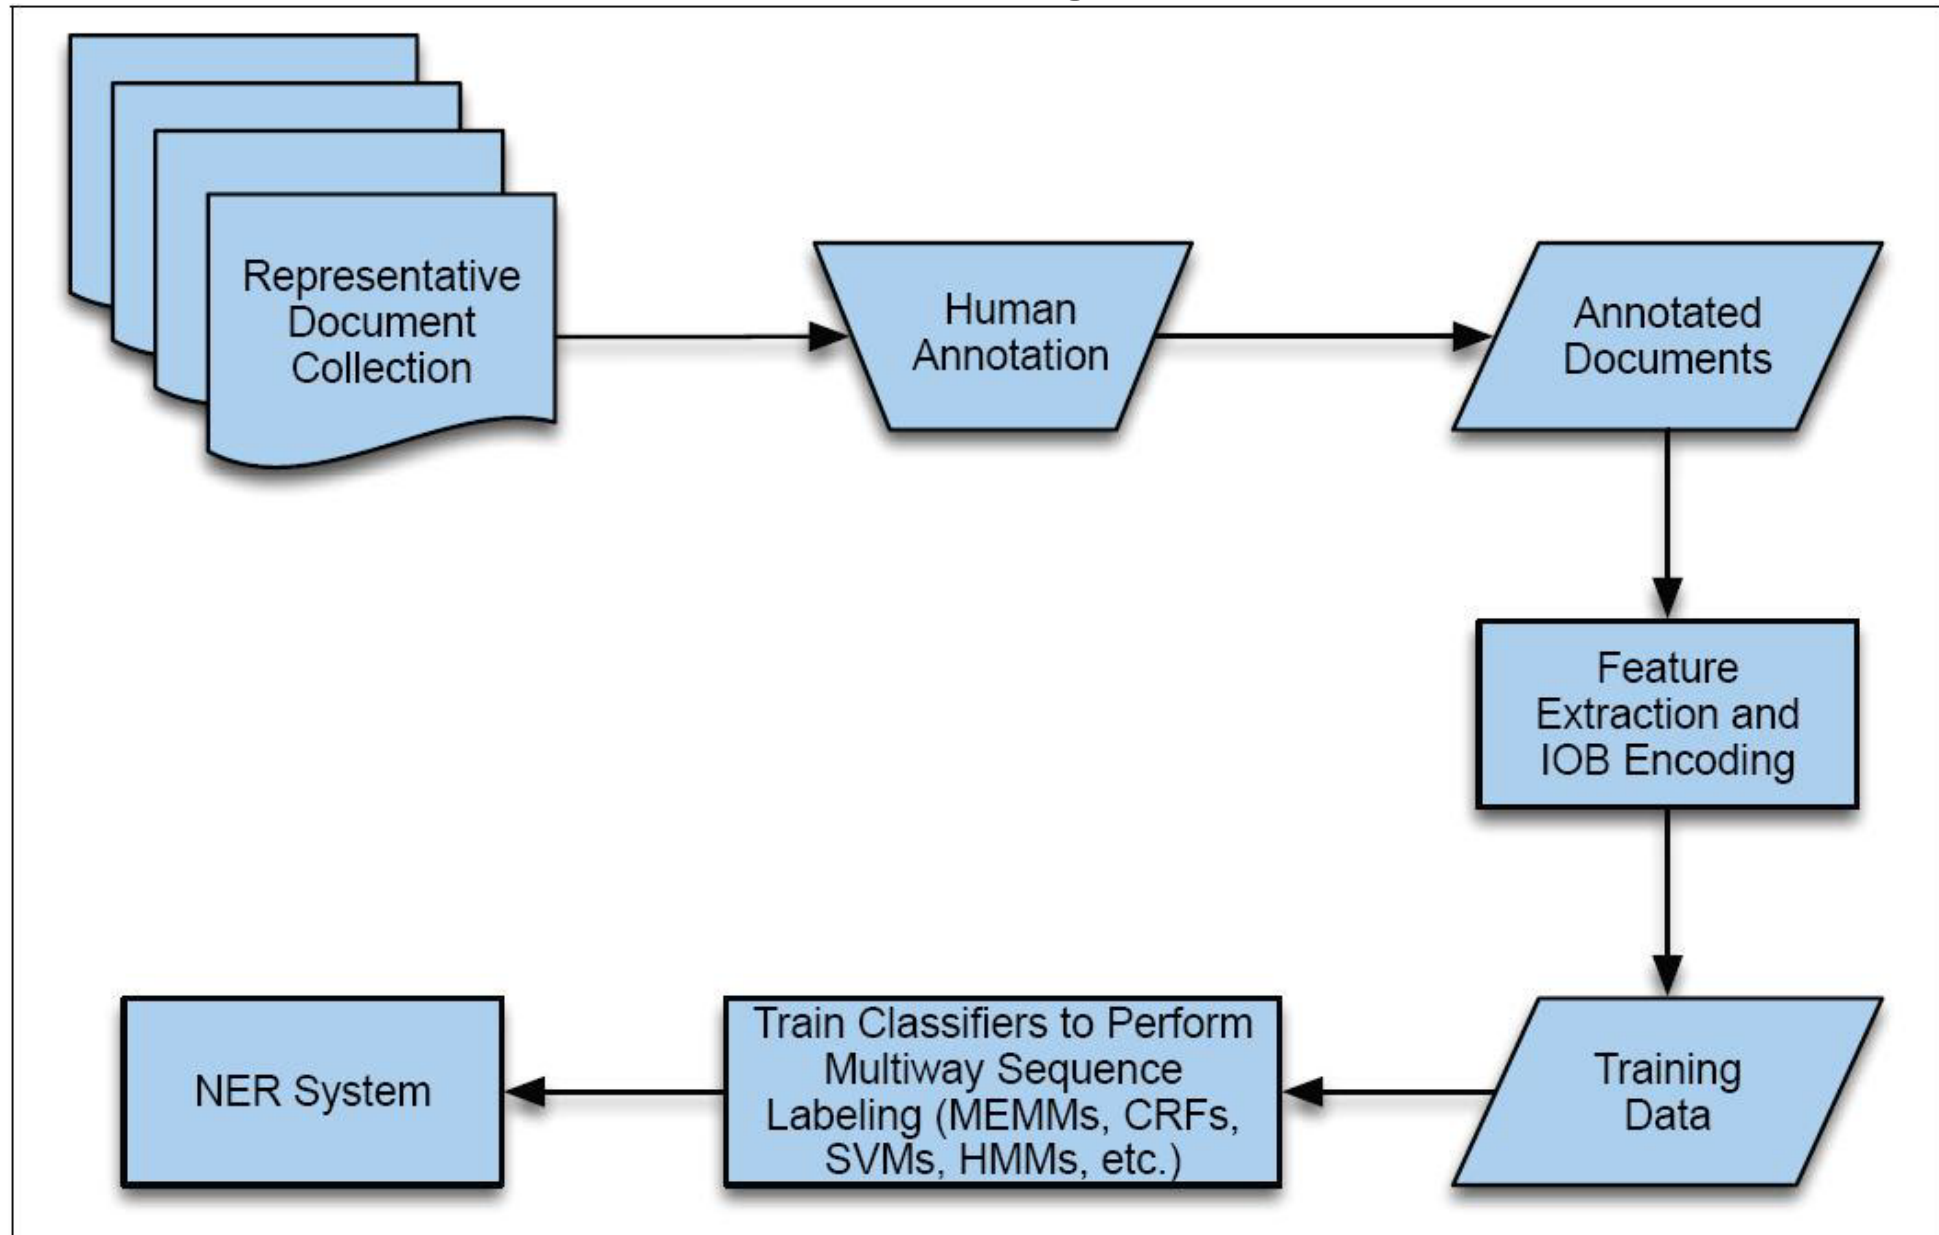 Representative
Document
Collection
Human
Annotation
Annotated
Documents
Feature
Extraction and
IOB Encoding
NER System
Train Classifiers to Perform
Multiway Sequence
Labeling (MEMMs, CRFs,
SVMs, HMMs, etc.)
Training
Data